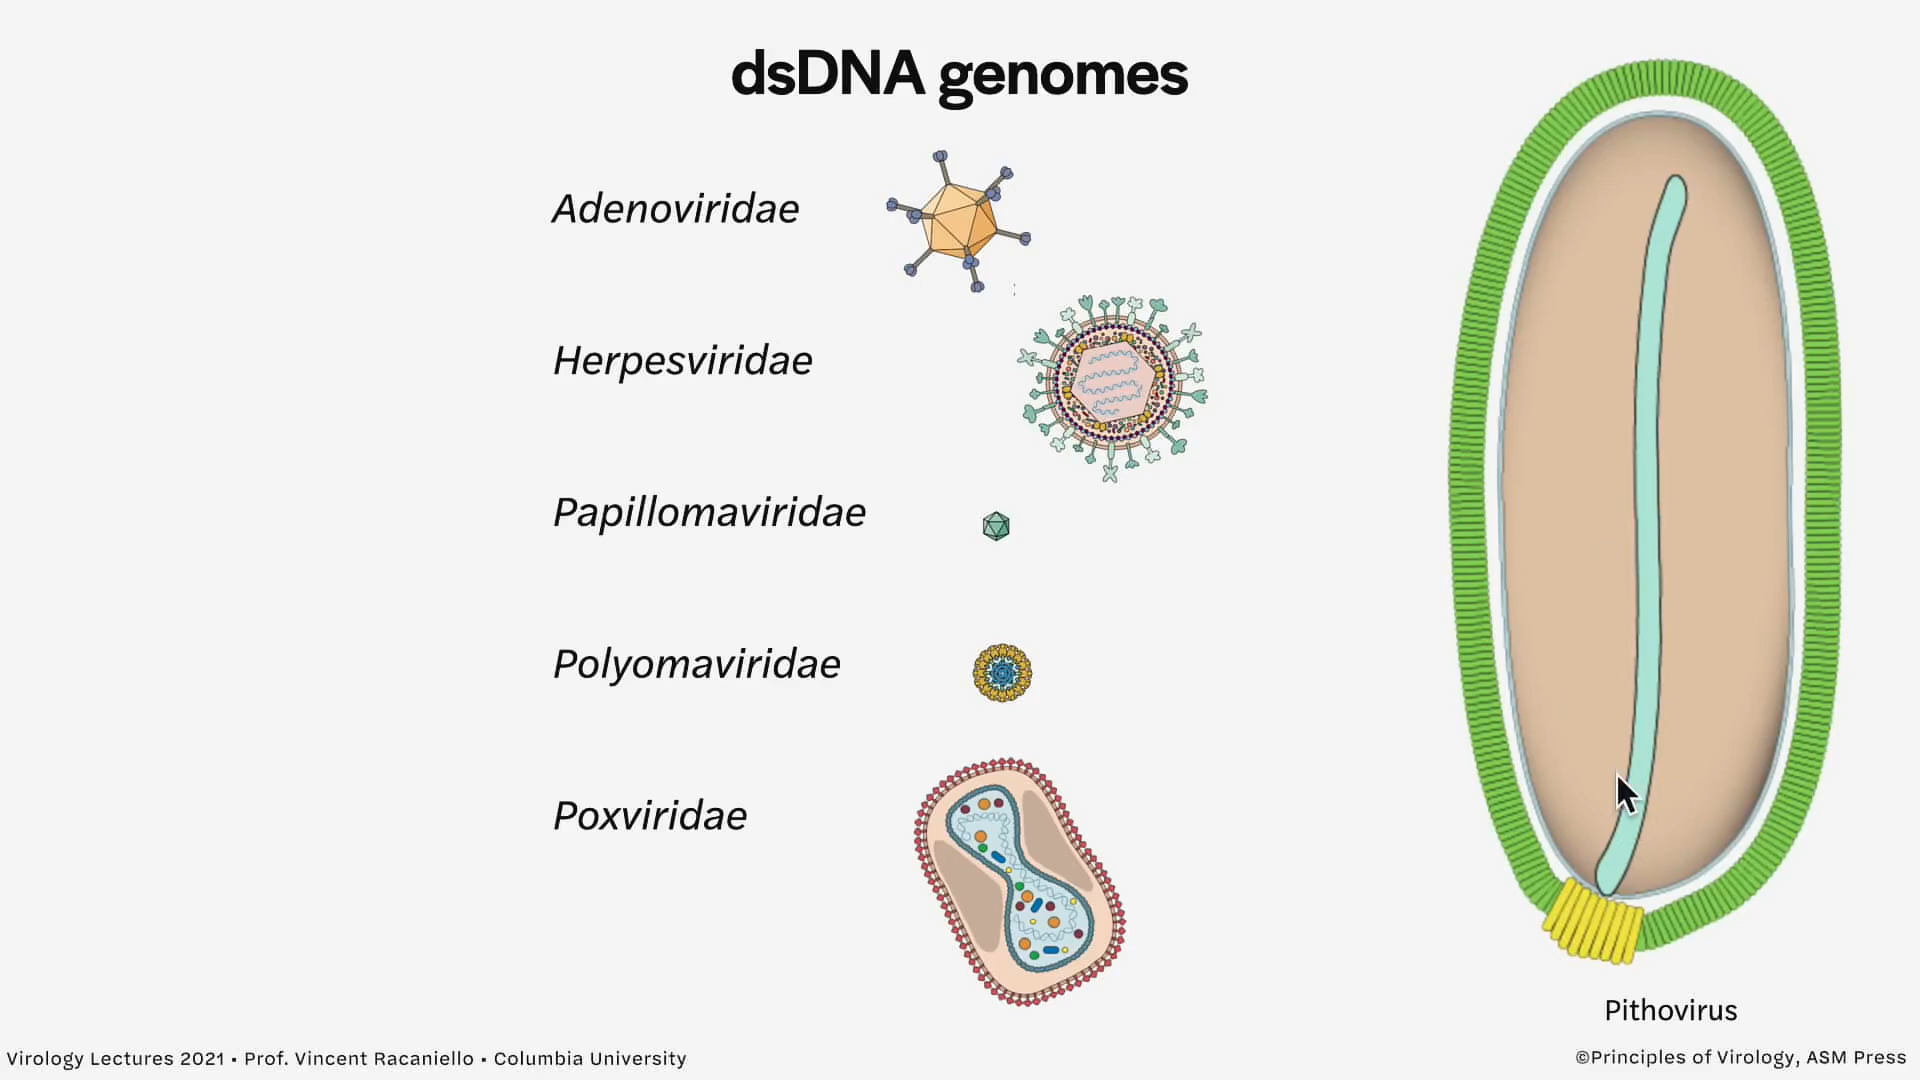 dsDNA genomes
Adenoviridae
Herpesviridae
Papillomaviridae
Polyomaviridae
Poxviridae
Pithovirus
Virology Lectures 2021 • Prof. Vincent Racaniello • Columbia University
©Principles of Virology, ASM Press